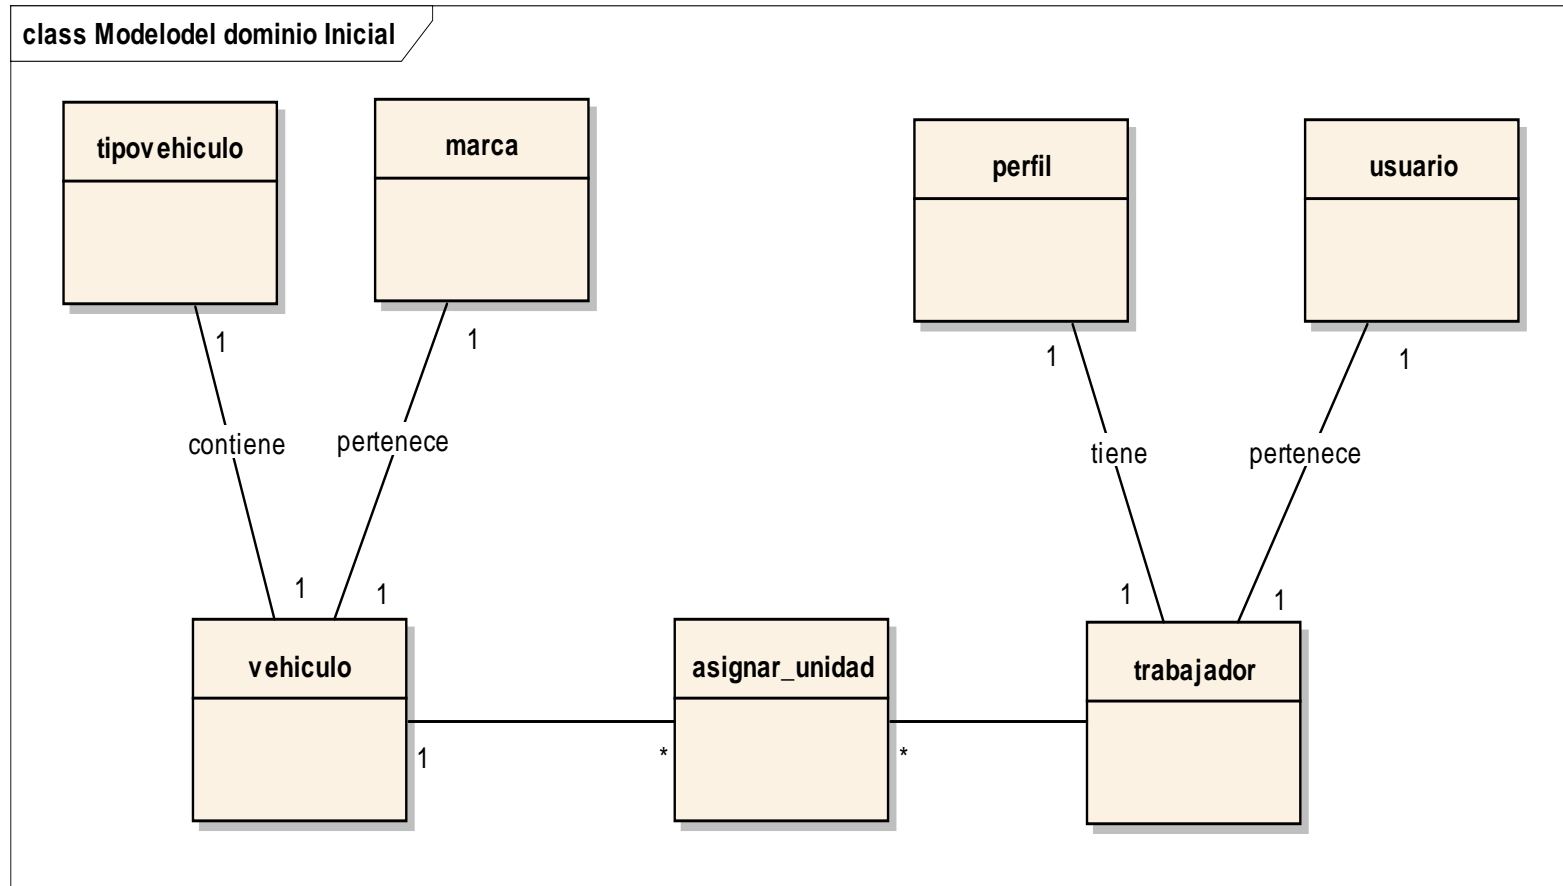 class Modelodel dominio Inicial
tipovehiculo
marca
perfil
usuario
1
1
1
1
contiene
pertenece
tiene
pertenece
1
1
1
1
vehiculo
asignar_unidad
trabajador
1
*
*